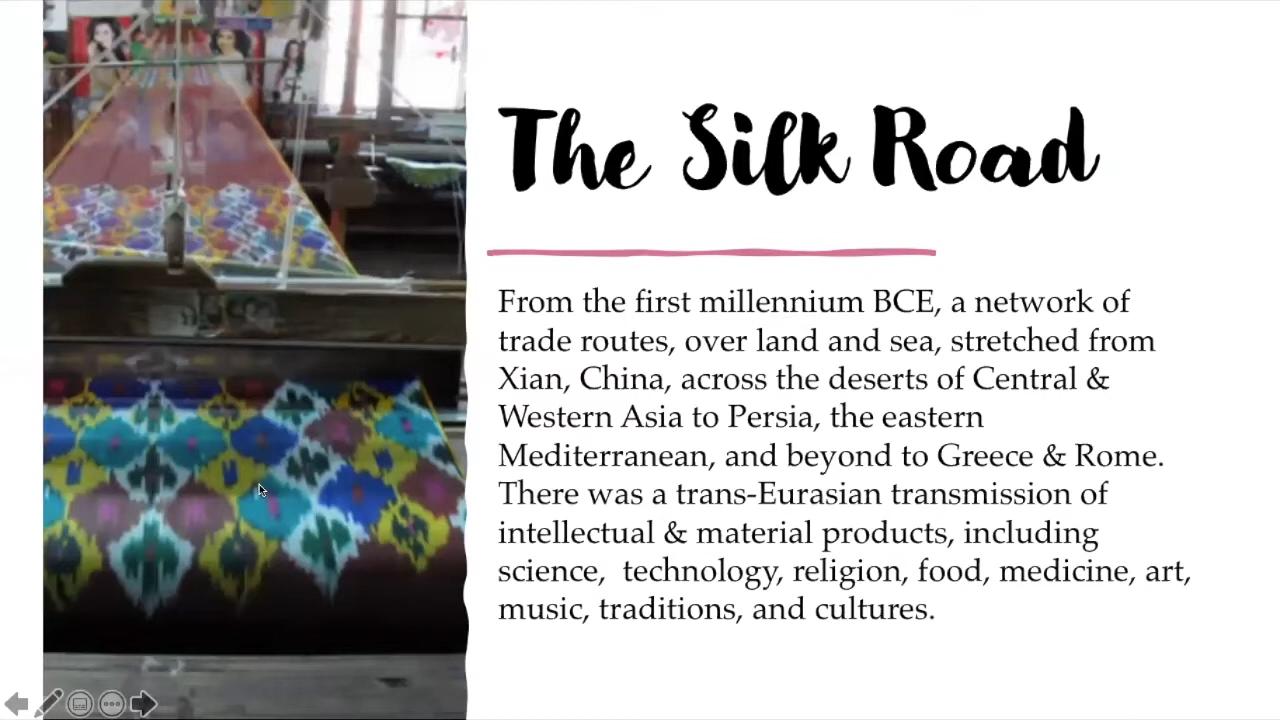 The Silk Road
From the first millennium BCE, a network of
trade routes, over land and sea, stretched from
Xian, China, across the deserts of Central &
Western Asia to Persia, the eastern
Mediterranean, and beyond to Greece & Rome.
There was a trans-Eurasian transmission of
intellectual & material products, including
science,  technology, religion, food, medicine, art,
music, traditions, and cultures.